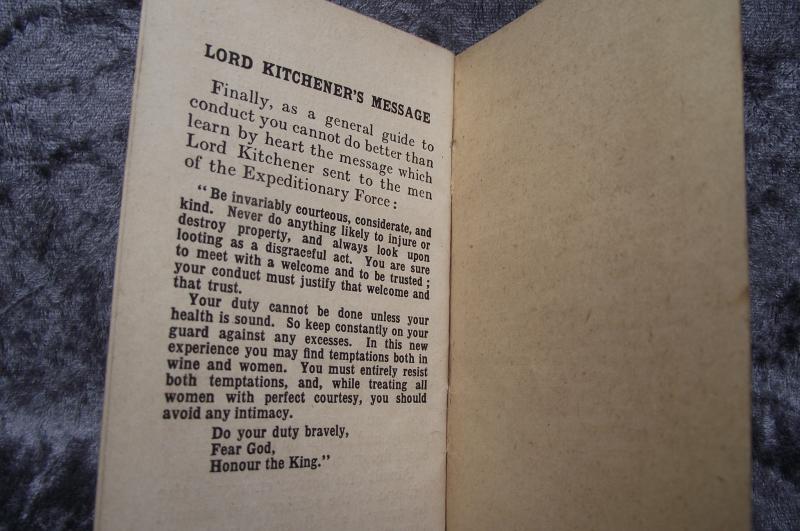 LORD KITCHENER'S MESSAGE
Finally, as a general guide to
conduct you cannot do better than
learn by heart the message which
Lord Kitchener sent to the men
of the Expeditionary Force:
"Be invariably courteous, considerate, and
kind. Never do anything likely to injure or
destroy property, and always look upon
looting as a disgraceful act. You are sure
to meet with a welcome and to be trusted;
your conduct must justify that welcome and
that trust.
Your duty cannot be done unless your
health is sound. So keep constantly on your
guard against any excesses. In this new
experience you may find temptations both in
wine and women. You must entirely resist
both temptations, and, while treating all
women with perfect courtesy, you should
avoid any intimacy.
Do your duty bravely,
Fear God,
Honour the King."